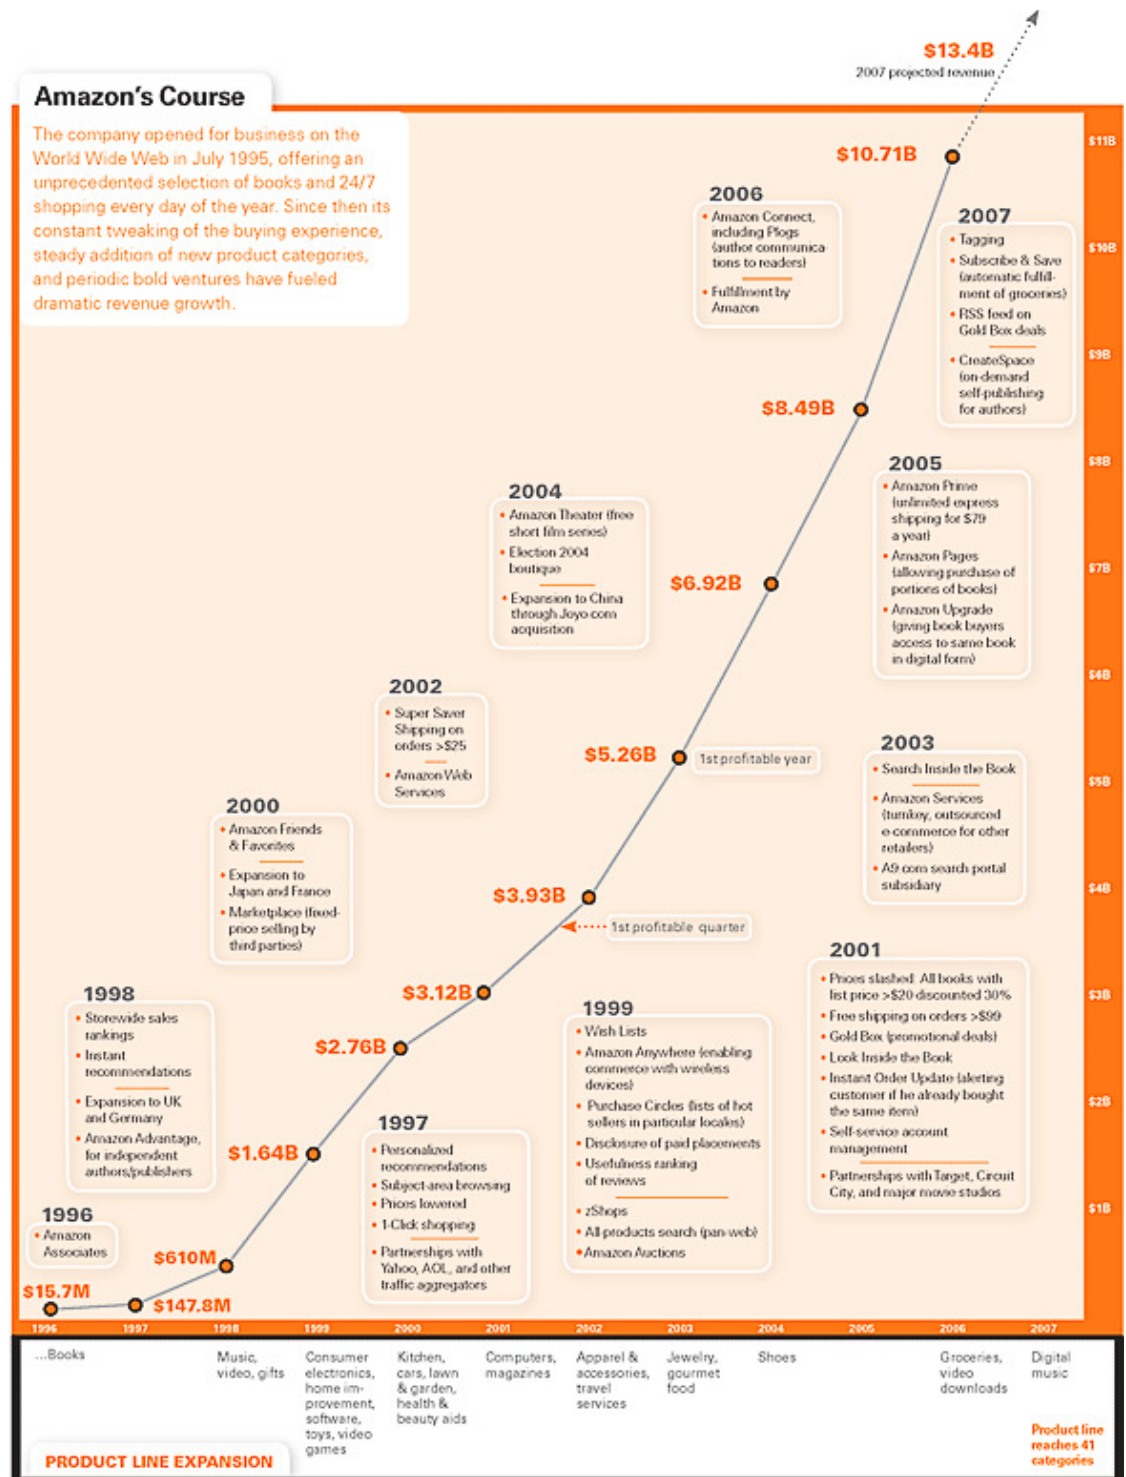 $13.4B
2007 projected revenue
Amazon's Course
The company opened for business on the
World Wide Web in July 1995, offering an
unprecedented selection of books and 24/7
shopping every day of the year. Since then its
constant tweaking of the buying experience,
steady addition of new product categories,
and periodic bold ventures have fueled
dramatic revenue growth.
$11B
$10B
$9B
$8B
$7B
$6B
$5B
$4B
$3B
$2B
$1B
$10.71B
2006
• Amazon Connect,
including Plogs
(author communica-
tions to readers)
• Fulfillment by
Amazon
2007
• Tagging
• Subscribe & Save
(automatic fulfill-
ment of groceries)
• RSS feed on
Gold Box deals
• CreateSpace
(on-demand
self-publishing
for authors)
$8.49B
2005
• Amazon Prime
(unlimited express
shipping for $79
a year)
• Amazon Pages
(allowing purchase of
portions of books)
• Amazon Upgrade
(giving book buyers
access to same book
in digital form)
2004
• Amazon Theater (free
short film series)
• Election 2004
boutique
• Expansion to China
through Joyo.com
acquisition
$6.92B
2002
• Super Saver
Shipping on
orders >$25
• Amazon Web
Services
$5.26B
1st profitable year
2003
• Search Inside the Book
• Amazon Services
(turnkey, outsourced
e-commerce for other
retailers)
• A9.com search portal
subsidiary
2000
• Amazon Friends
& Favorites
• Expansion to
Japan and France
• Marketplace (fixed-
price selling by
third parties)
$3.93B
1st profitable quarter
2001
• Prices slashed. All books with
list price >$20 discounted 30%
• Free shipping on orders >$99
• Gold Box (promotional deals)
• Look Inside the Book
• Instant Order Update (alerting
customer if he already bought
the same item)
• Self-service account
management
• Partnerships with Target, Circuit
City, and major movie studios
$3.12B
1998
• Storewide sales
rankings
• Instant
recommendations
• Expansion to UK
and Germany
• Amazon Advantage,
for independent
authors/publishers
$2.76B
1999
• Wish Lists
• Amazon Anywhere (enabling
commerce with wireless
devices)
• Purchase Circles (lists of hot
sellers in particular locales)
• Disclosure of paid placements
• Usefulness ranking
of reviews
• zShops
• All products search (pan-web)
• Amazon Auctions
1997
• Personalized
recommendations
• Subject-area browsing
• Prices lowered
• 1-Click shopping
• Partnerships with
Yahoo, AOL, and other
traffic aggregators
$1.64B
1996
• Amazon
Associates
$610M
$15.7M
$147.8M
1996 1997 1998 1999 2000 2001 2002 2003 2004 2005 2006 2007
...Books
Music,
video, gifts
Consumer
electronics,
home im-
provement,
software,
toys, video
games
Kitchen,
cars, lawn
& garden,
health &
beauty aids
Computers,
magazines
Apparel &
accessories,
travel
services
Jewelry,
gourmet
food
Shoes
Groceries,
video
downloads
Digital
music
Product line
reaches 41
categories
PRODUCT LINE EXPANSION